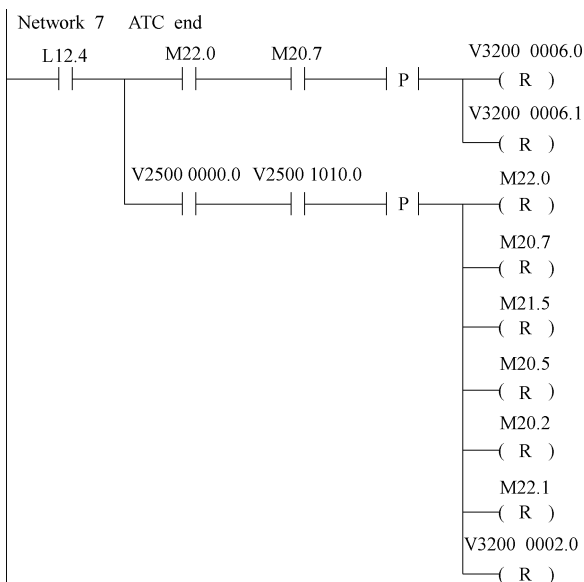 Network 7 ATC end
L12.4 M22.0 M20.7 V3200 0006.0
P ( R )
V3200 0006.1
( R )
V2500 0000.0 V2500 1010.0 M22.0
P ( R )
M20.7
( R )
M21.5
( R )
M20.5
( R )
M20.2
( R )
M22.1
( R )
V3200 0002.0
( R )